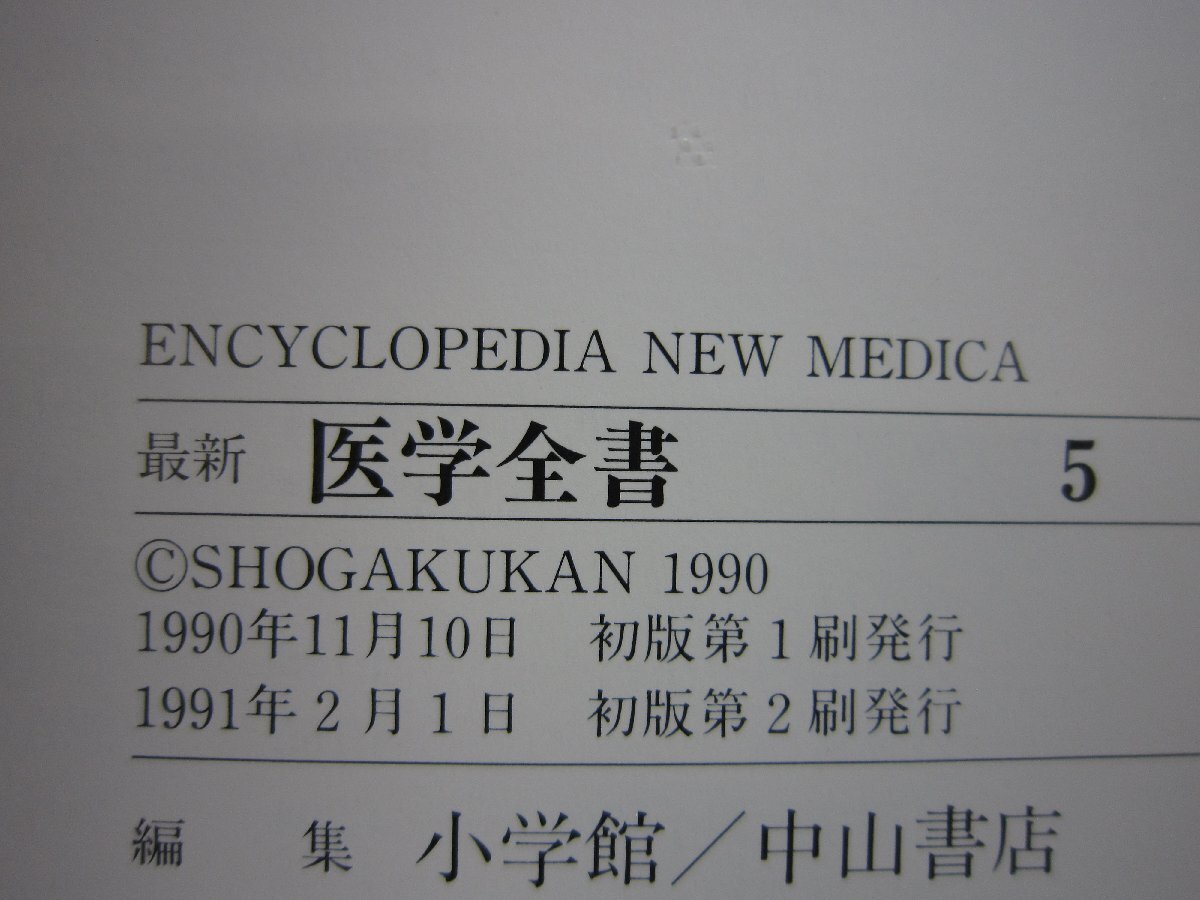 ENCYCLOPEDIA NEW MEDICA
最新 医学全書 5
©SHOGAKUKAN 1990
1990年11月10日 初版第1刷発行
1991年2月1日 初版第2刷発行
編集 小学館／中山書店